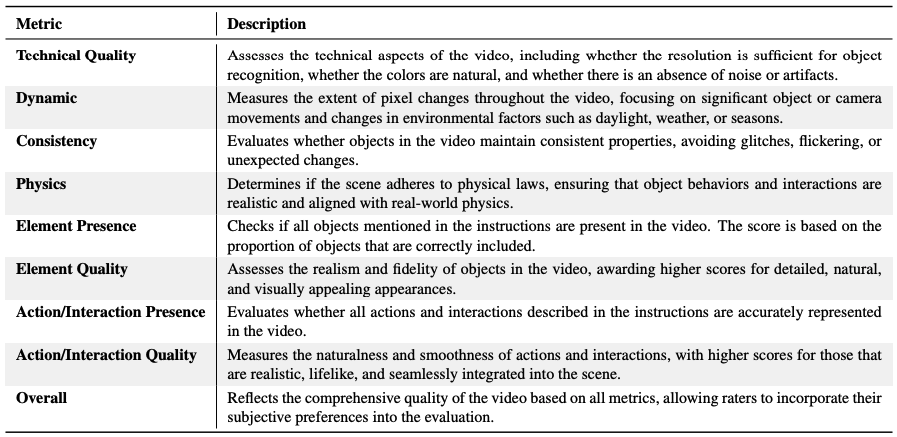 Metric Description
Technical Quality Assesses the technical aspects of the video, including whether the resolution is sufficient for object
recognition, whether the colors are natural, and whether there is an absence of noise or artifacts.
Dynamic Measures the extent of pixel changes throughout the video, focusing on significant object or camera
movements and changes in environmental factors such as daylight, weather, or seasons.
Consistency Evaluates whether objects in the video maintain consistent properties, avoiding glitches, flickering, or
unexpected changes.
Physics Determines if the scene adheres to physical laws, ensuring that object behaviors and interactions are
realistic and aligned with real-world physics.
Element Presence Checks if all objects mentioned in the instructions are present in the video. The score is based on the
proportion of objects that are correctly included.
Element Quality Assesses the realism and fidelity of objects in the video, awarding higher scores for detailed, natural,
and visually appealing appearances.
Action/Interaction Presence Evaluates whether all actions and interactions described in the instructions are accurately represented
in the video.
Action/Interaction Quality Measures the naturalness and smoothness of actions and interactions, with higher scores for those that
are realistic, lifelike, and seamlessly integrated into the scene.
Overall Reflects the comprehensive quality of the video based on all metrics, allowing raters to incorporate their
subjective preferences into the evaluation.